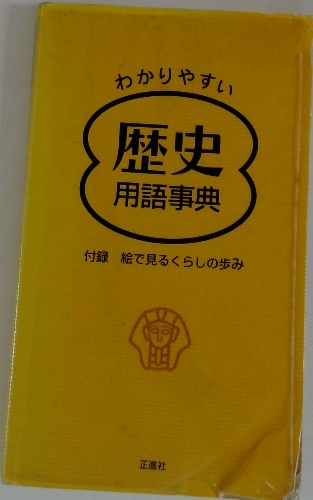 わかりやすい
歴史
用語事典
付録　絵で見るくらしの歩み
正進社